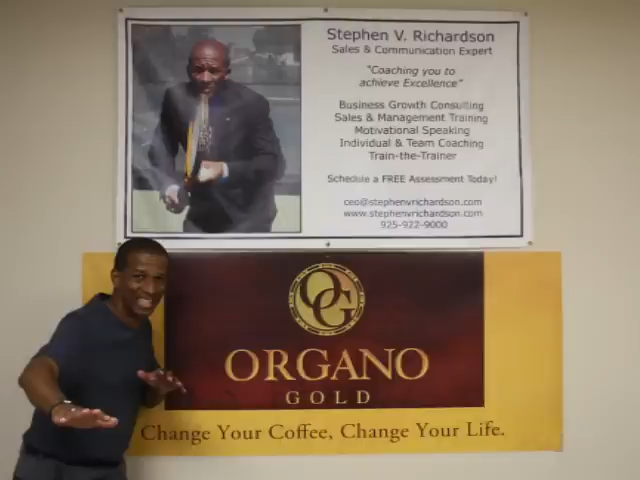 Stephen V. Richardson
Sales & Communication Expert
"Coaching you to
achieve Excellence"
Business Growth Consulting
Sales & Management Training
Motivational Speaking
Individual & Team Coaching
Train-the-Trainer
Schedule a FREE Assessment Today!
ceo@stephenvrichardson.com
www.stephenvrichardson.com
925-922-9000
OG
ORGANO
GOLD
Change Your Coffee, Change Your Life.